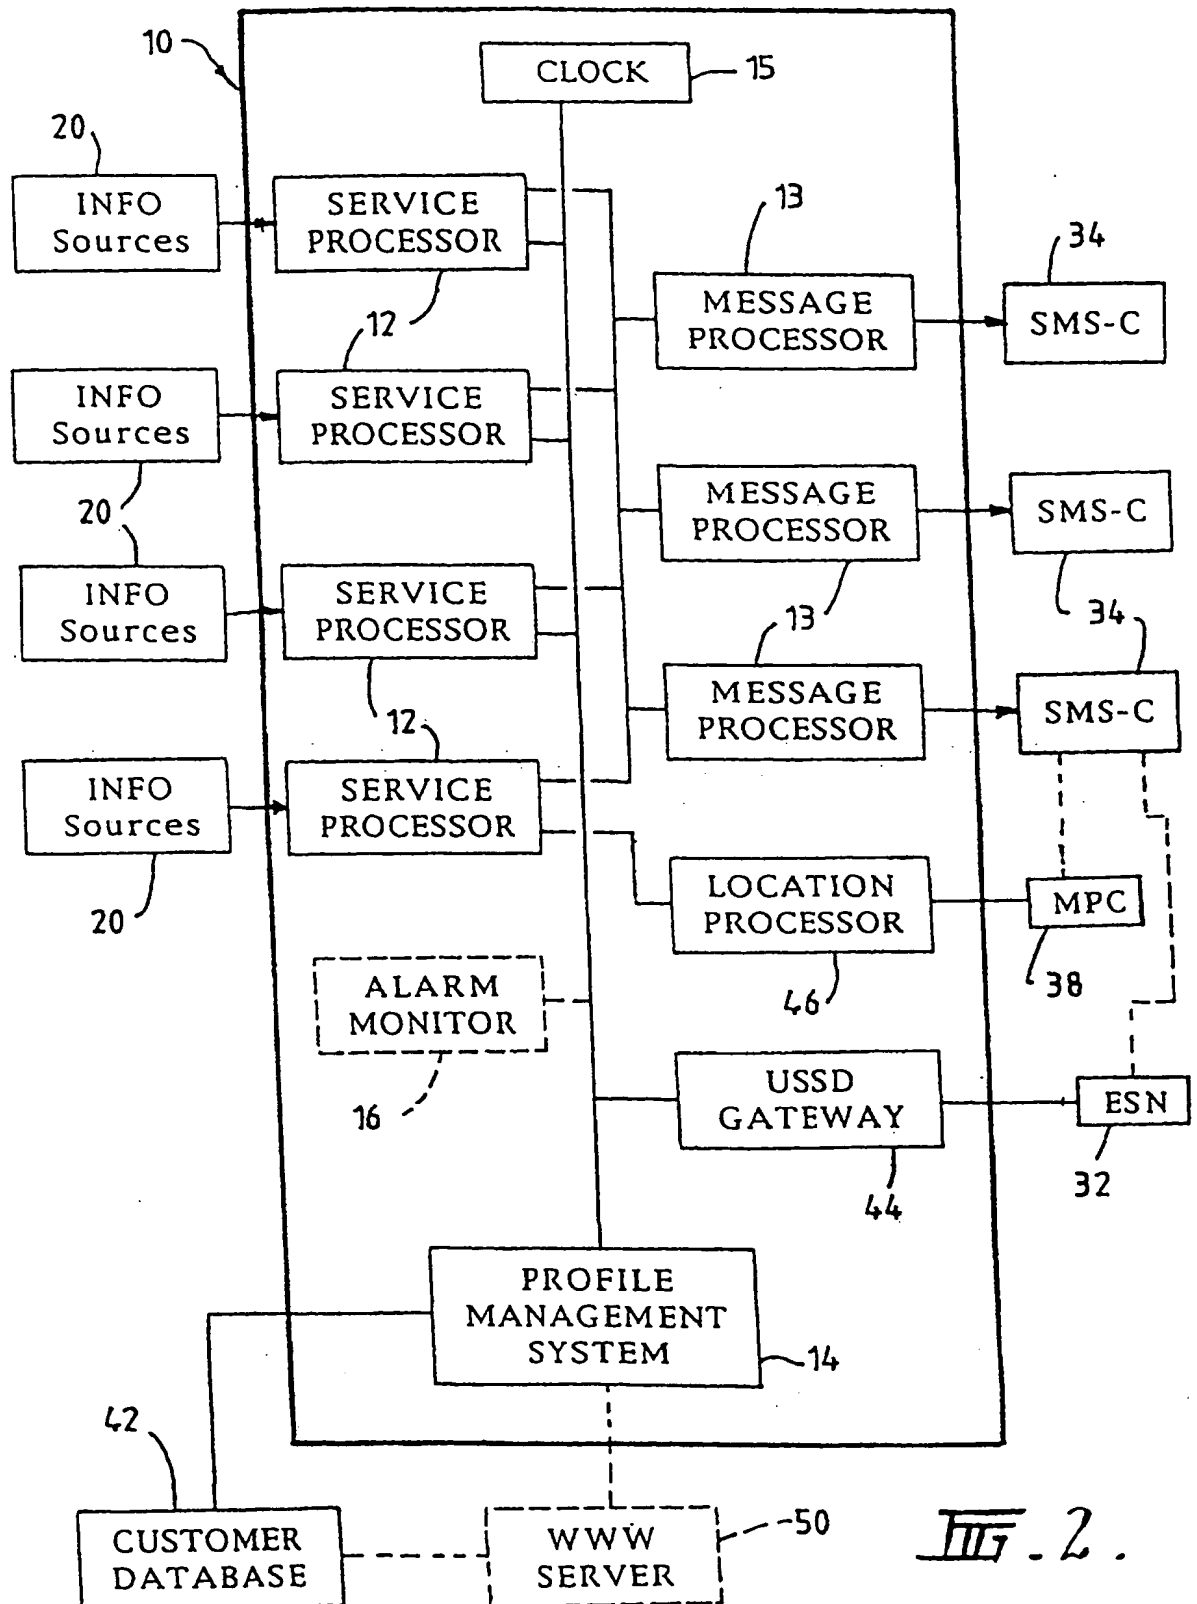 10
CLOCK
15
20
INFO
Sources
SERVICE
PROCESSOR
13
34
12
MESSAGE
PROCESSOR
SMS-C
INFO
Sources
SERVICE
PROCESSOR
20
MESSAGE
PROCESSOR
SMS-C
INFO
Sources
SERVICE
PROCESSOR
13
34
12
MESSAGE
PROCESSOR
SMS-C
INFO
Sources
SERVICE
PROCESSOR
20
LOCATION
PROCESSOR
MPC
38
46
ALARM
MONITOR
16
USSD
GATEWAY
ESN
32
44
PROFILE
MANAGEMENT
SYSTEM
14
42
CUSTOMER
DATABASE
WWW
SERVER
50
FIG. 2.